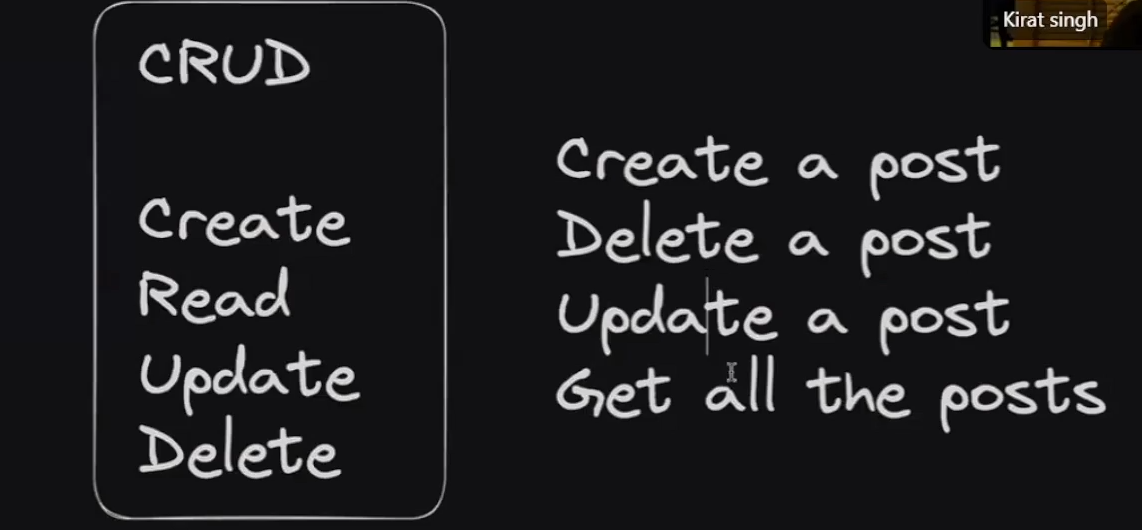 Kirat singh
CRUD
Create
Read
Update
Delete
Create a post
Delete a post
Update a post
Get all the posts